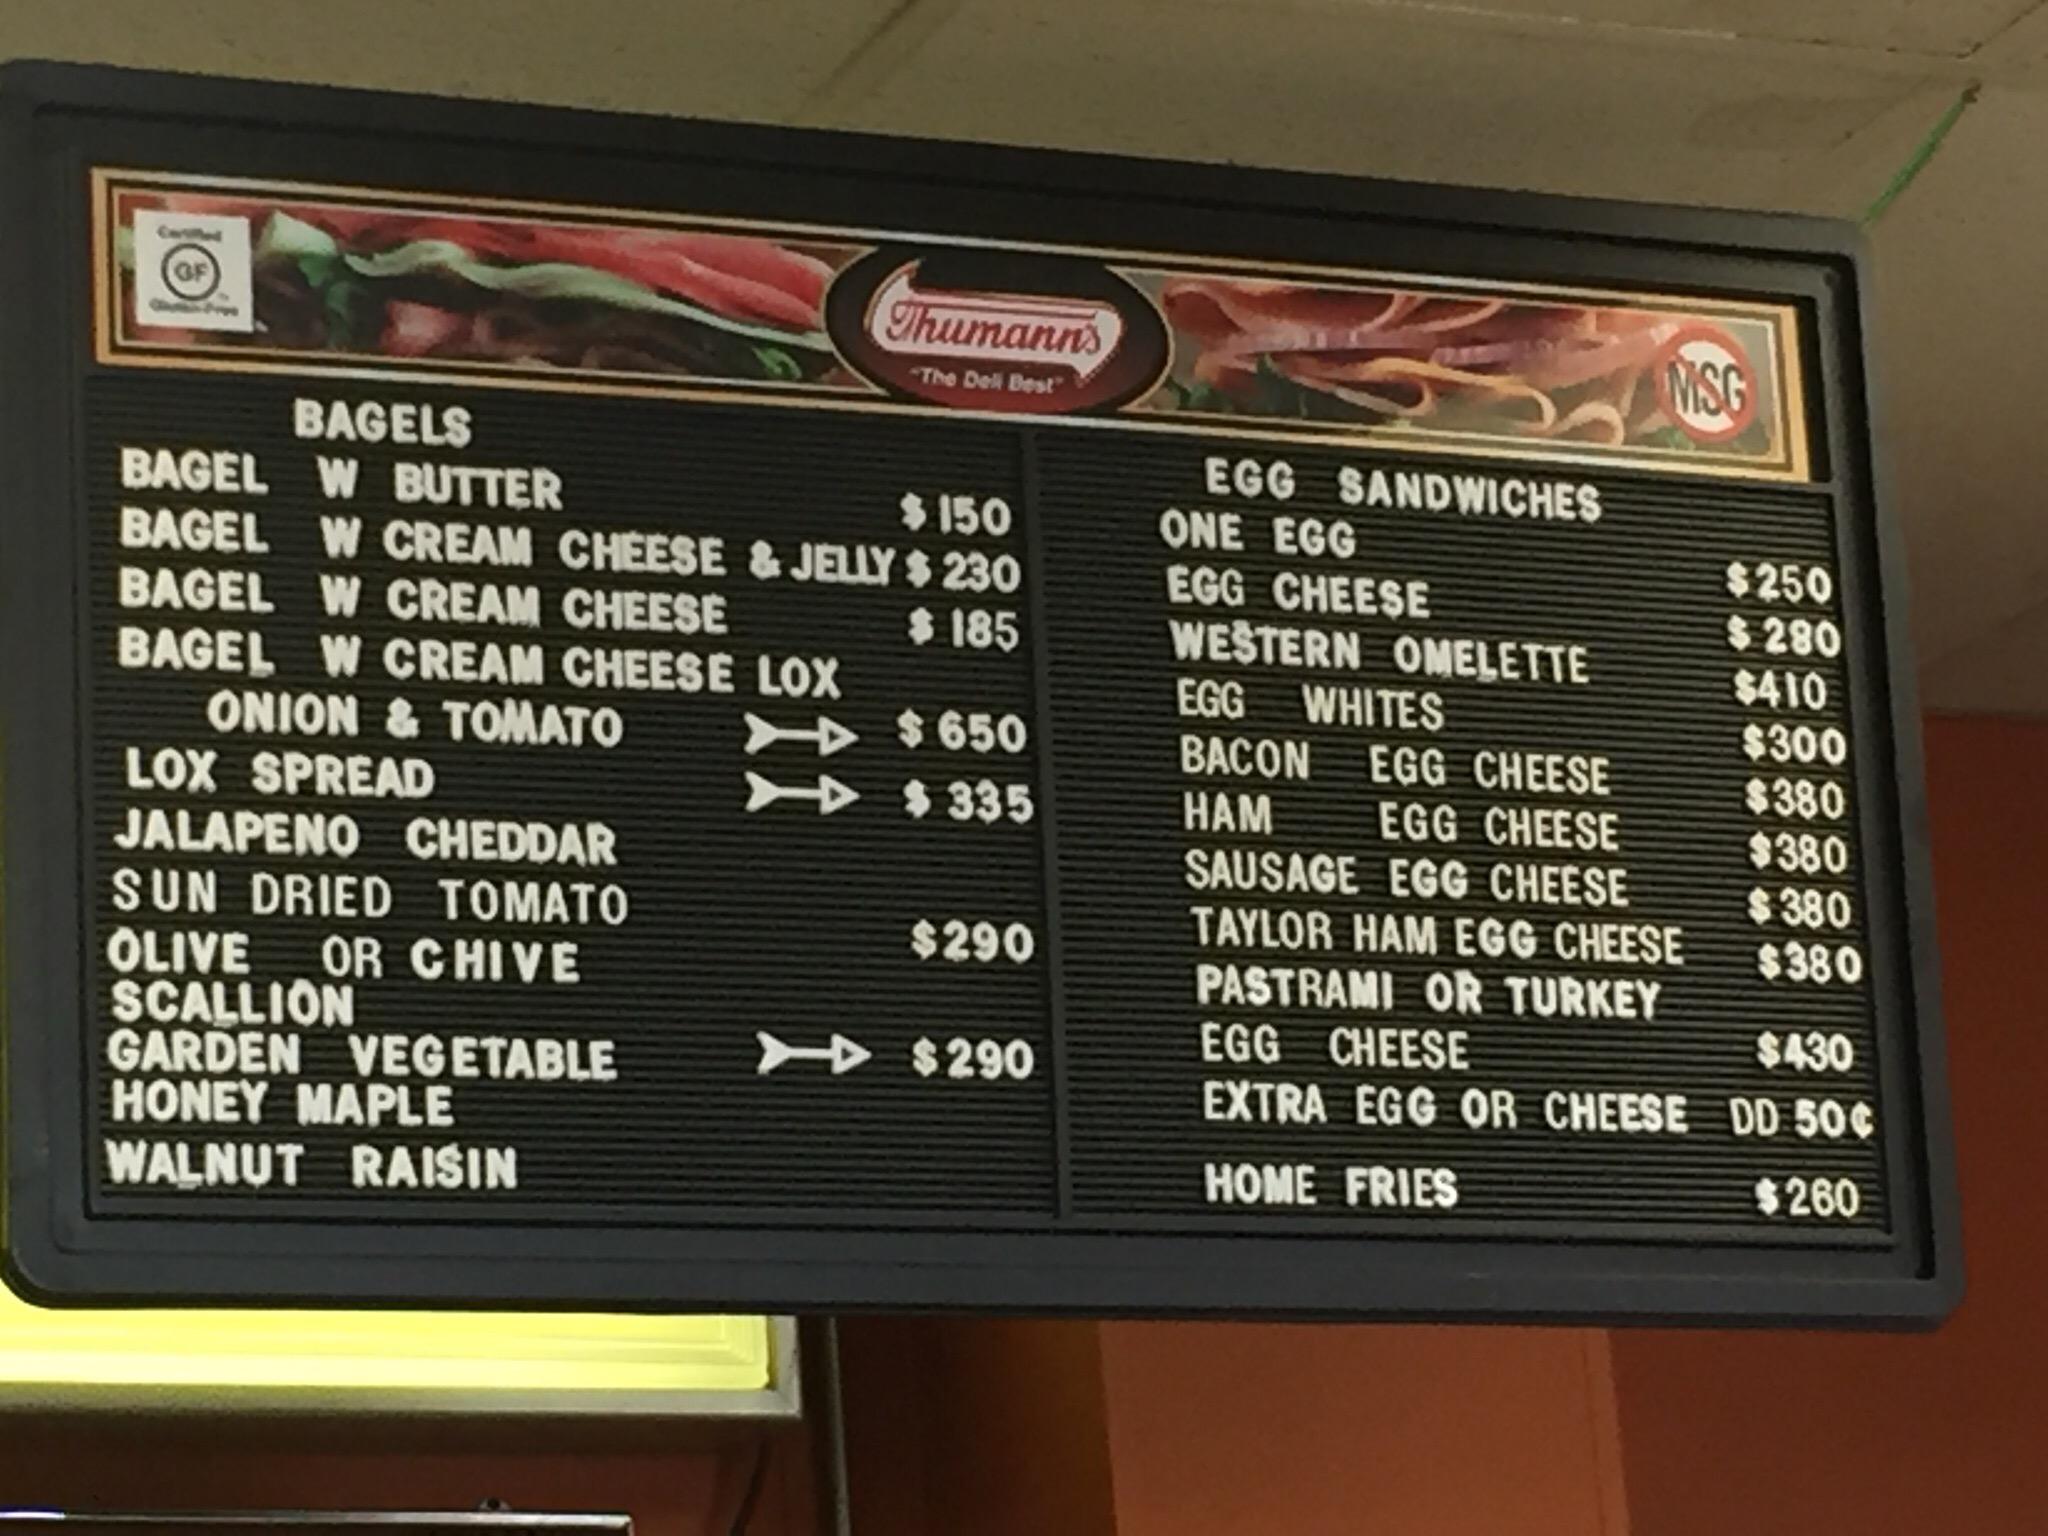 Certified
GF
Gluten-Free
Thumann's
"The Deli Best"
MSG
BAGELS
BAGEL W BUTTER $150
BAGEL W CREAM CHEESE & JELLY $230
BAGEL W CREAM CHEESE $185
BAGEL W CREAM CHEESE LOX
ONION & TOMATO $650
LOX SPREAD $335
JALAPENO CHEDDAR
SUN DRIED TOMATO
OLIVE OR CHIVE $290
SCALLION
GARDEN VEGETABLE $290
HONEY MAPLE
WALNUT RAISIN
EGG SANDWICHES
ONE EGG $250
EGG CHEESE $280
WESTERN OMELETTE $410
EGG WHITES $300
BACON EGG CHEESE $380
HAM EGG CHEESE $380
SAUSAGE EGG CHEESE $380
TAYLOR HAM EGG CHEESE $380
PASTRAMI OR TURKEY
EGG CHEESE $430
EXTRA EGG OR CHEESE DD 50¢
HOME FRIES $260